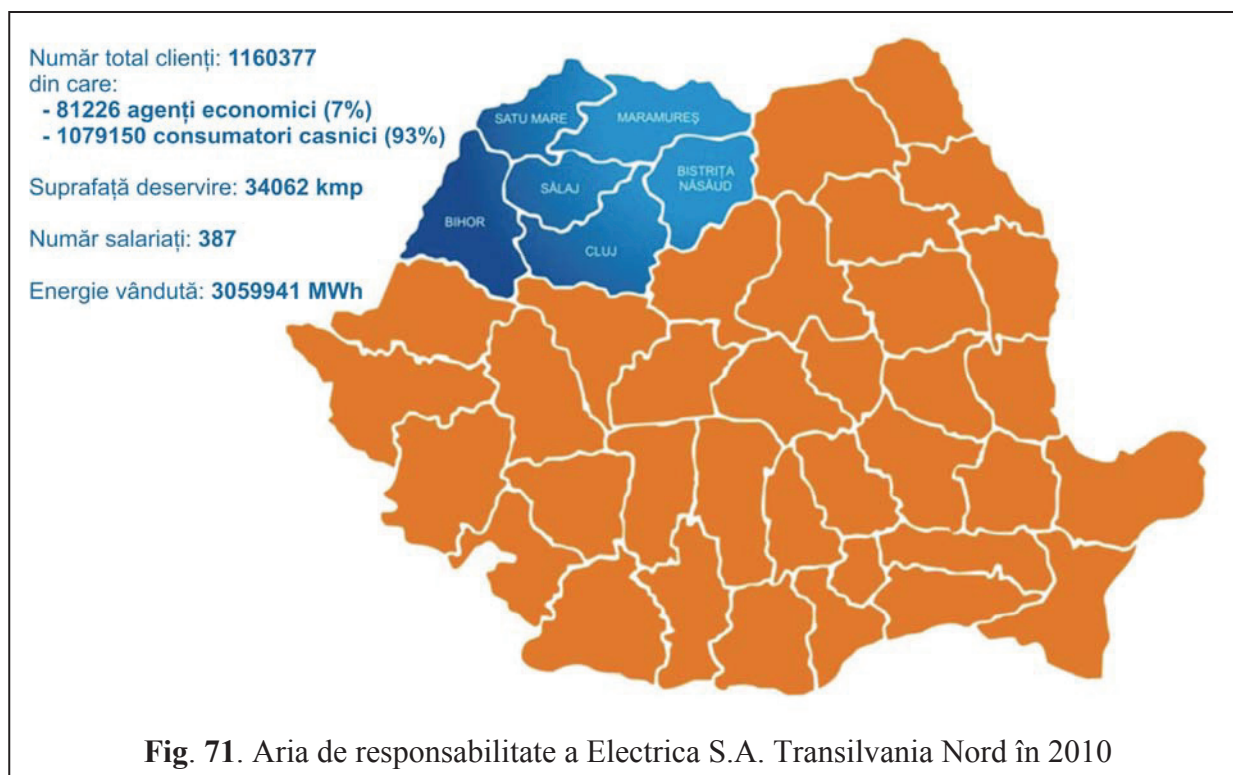 Număr total clienți: 1160377
din care:
- 81226 agenți economici (7%)
- 1079150 consumatori casnici (93%)
Suprafață deservire: 34062 kmp
Număr salariați: 387
Energie vândută: 3059941 MWh
SATU MARE
MARAMUREŞ
BISTRIȚA
NĂSĂUD
SĂLAJ
BIHOR
CLUJ
Fig. 71. Aria de responsabilitate a Electrica S.A. Transilvania Nord în 2010